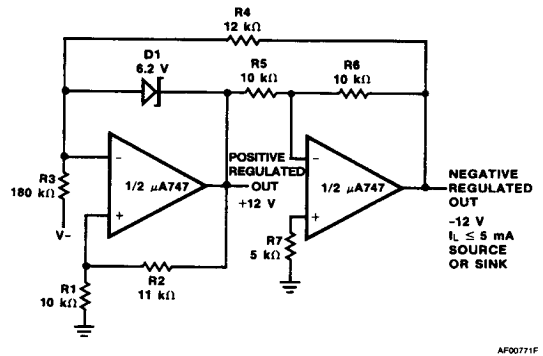 R4
12 kΩ
D1
6.2 V
R5
10 kΩ
R6
10 kΩ
R3
180 kΩ
V–
–
1/2 μA747
+
POSITIVE
REGULATED
OUT
+12 V
–
1/2 μA747
+
NEGATIVE
REGULATED
OUT
–12 V
IL ≤ 5 mA
SOURCE
OR SINK
R7
5 kΩ
R2
11 kΩ
R1
10 kΩ
AF00771F